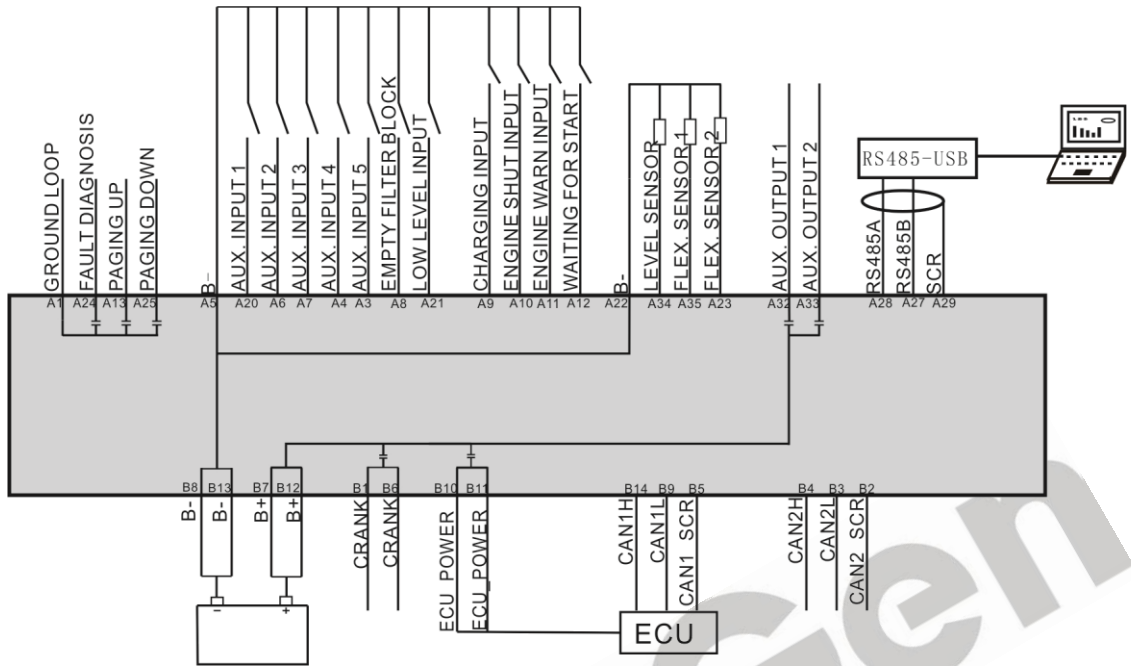 GROUND LOOP
FAULT DIAGNOSIS
PAGING UP
PAGING DOWN
B-
AUX. INPUT 1
AUX. INPUT 2
AUX. INPUT 3
AUX. INPUT 4
AUX. INPUT 5
EMPTY FILTER BLOCK
LOW LEVEL INPUT
CHARGING INPUT
ENGINE SHUT INPUT
ENGINE WARN INPUT
WAITING FOR START
B-
LEVEL SENSOR
FLEX. SENSOR 1
FLEX. SENSOR 2
AUX. OUTPUT 1
AUX. OUTPUT 2
RS485-USB
RS485A
RS485B
SCR
A1
A24
A13
A25
A5
A20
A6
A7
A4
A3
A8
A21
A9
A10
A11
A12
A22
A34
A35
A23
A32
A33
A28
A27
A29
B8
B13
B7
B12
B1
B6
B10
B11
B14
B9
B5
B4
B3
B2
B-
B-
B+
B+
CRANK
CRANK
ECU_POWER
ECU_POWER
CAN1H
CAN1L
CAN1 SCR
CAN2H
CAN2L
CAN2 SCR
-
+
ECU
Gen